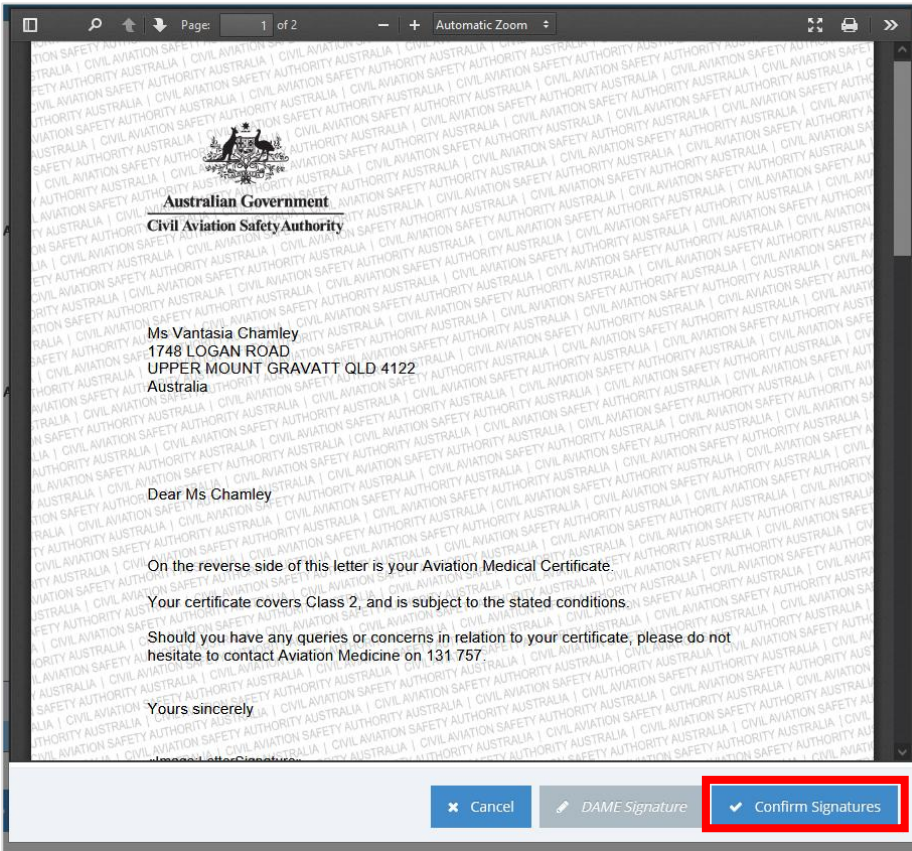 Page: 1 of 2 − + Automatic Zoom
Australian Government
Civil Aviation Safety Authority
Ms Vantasia Chamley
1748 LOGAN ROAD
UPPER MOUNT GRAVATT QLD 4122
Australia
Dear Ms Chamley
On the reverse side of this letter is your Aviation Medical Certificate.
Your certificate covers Class 2, and is subject to the stated conditions.
Should you have any queries or concerns in relation to your certificate, please do not
hesitate to contact Aviation Medicine on 131 757.
Yours sincerely
Cancel DAME Signature Confirm Signatures